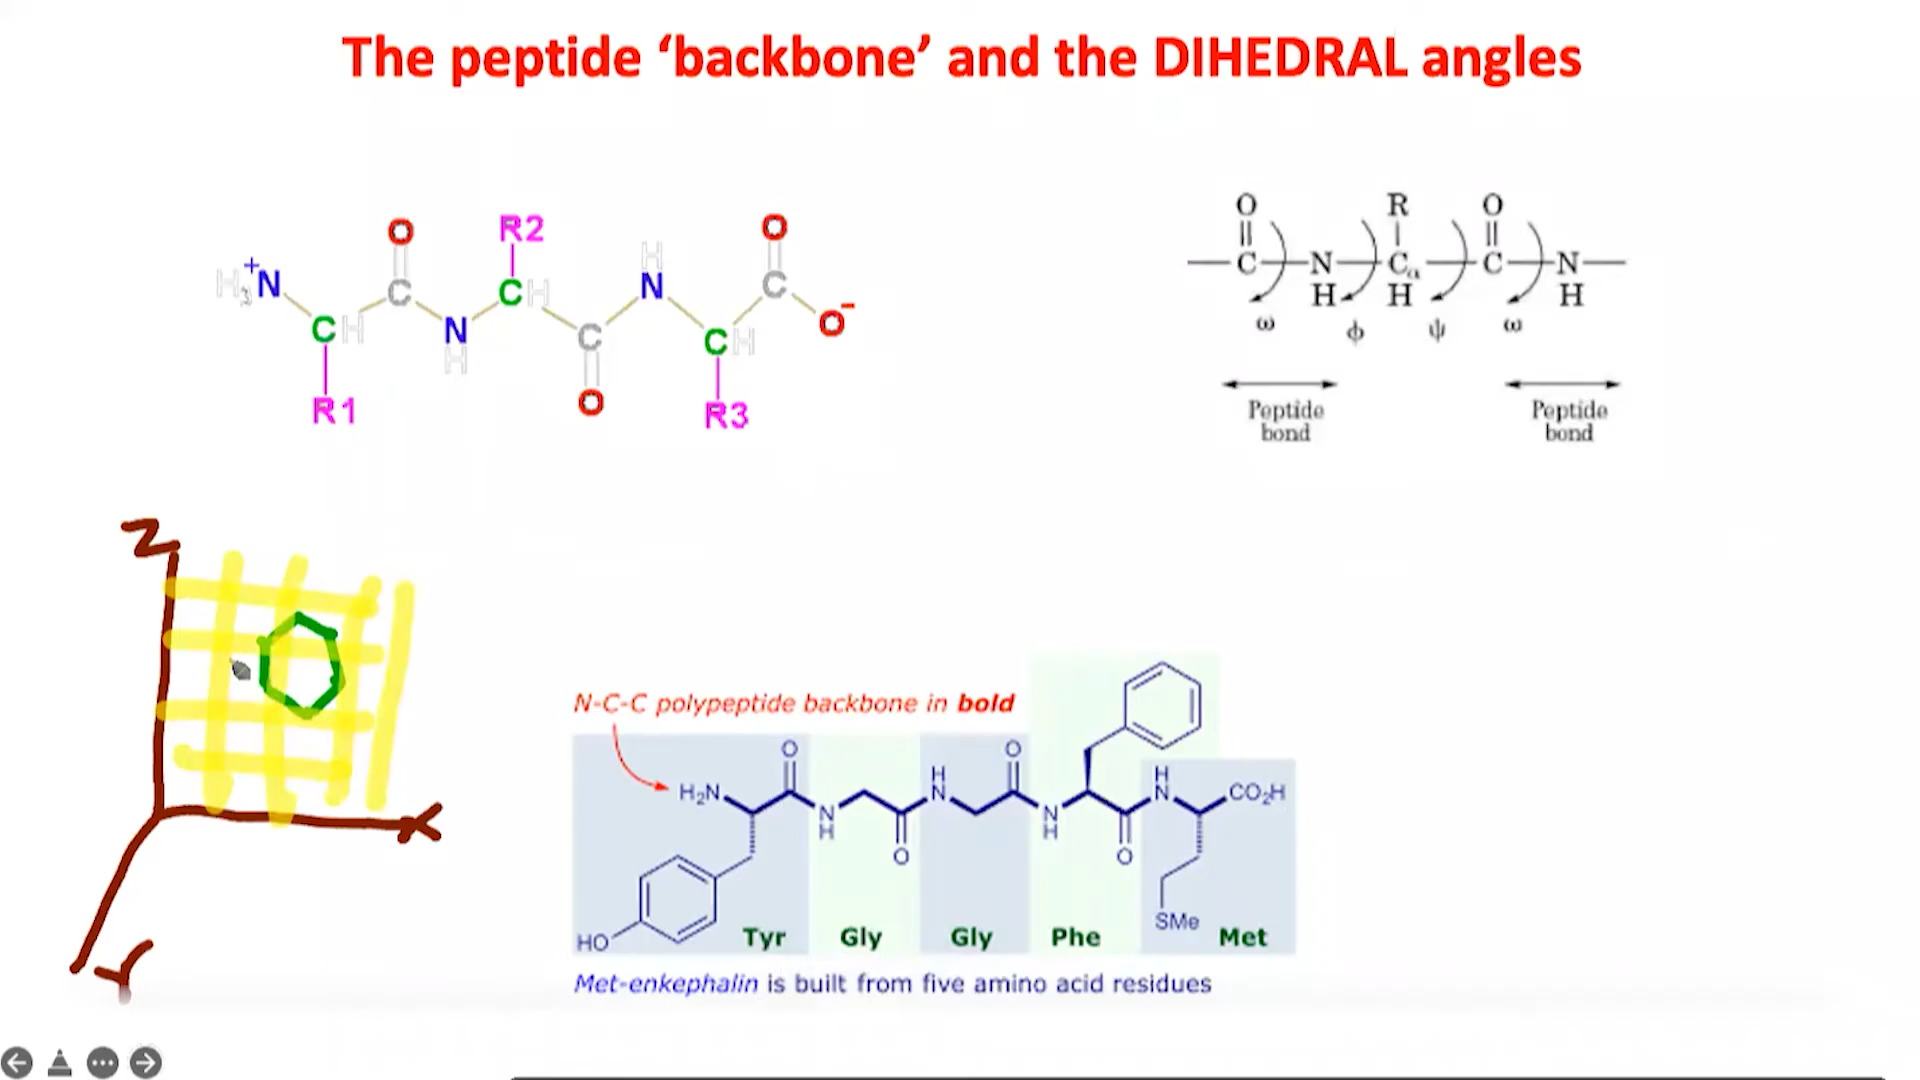 The peptide ‘backbone’ and the DIHEDRAL angles
R2
O
O
H
H3+N
CH
N
C
C
CH
N
C
O-
H
CH
R1
O
R3
O
R
O
C
N
Cα
C
N
H
H
H
ω
ϕ
ψ
ω
Peptide bond
Peptide bond
Z
X
Y
N-C-C polypeptide backbone in bold
O
O
H
H
H2N
N
N
CO2H
N
H
N
H
O
O
SMe
HO
Tyr
Gly
Gly
Phe
Met
Met-enkephalin is built from five amino acid residues